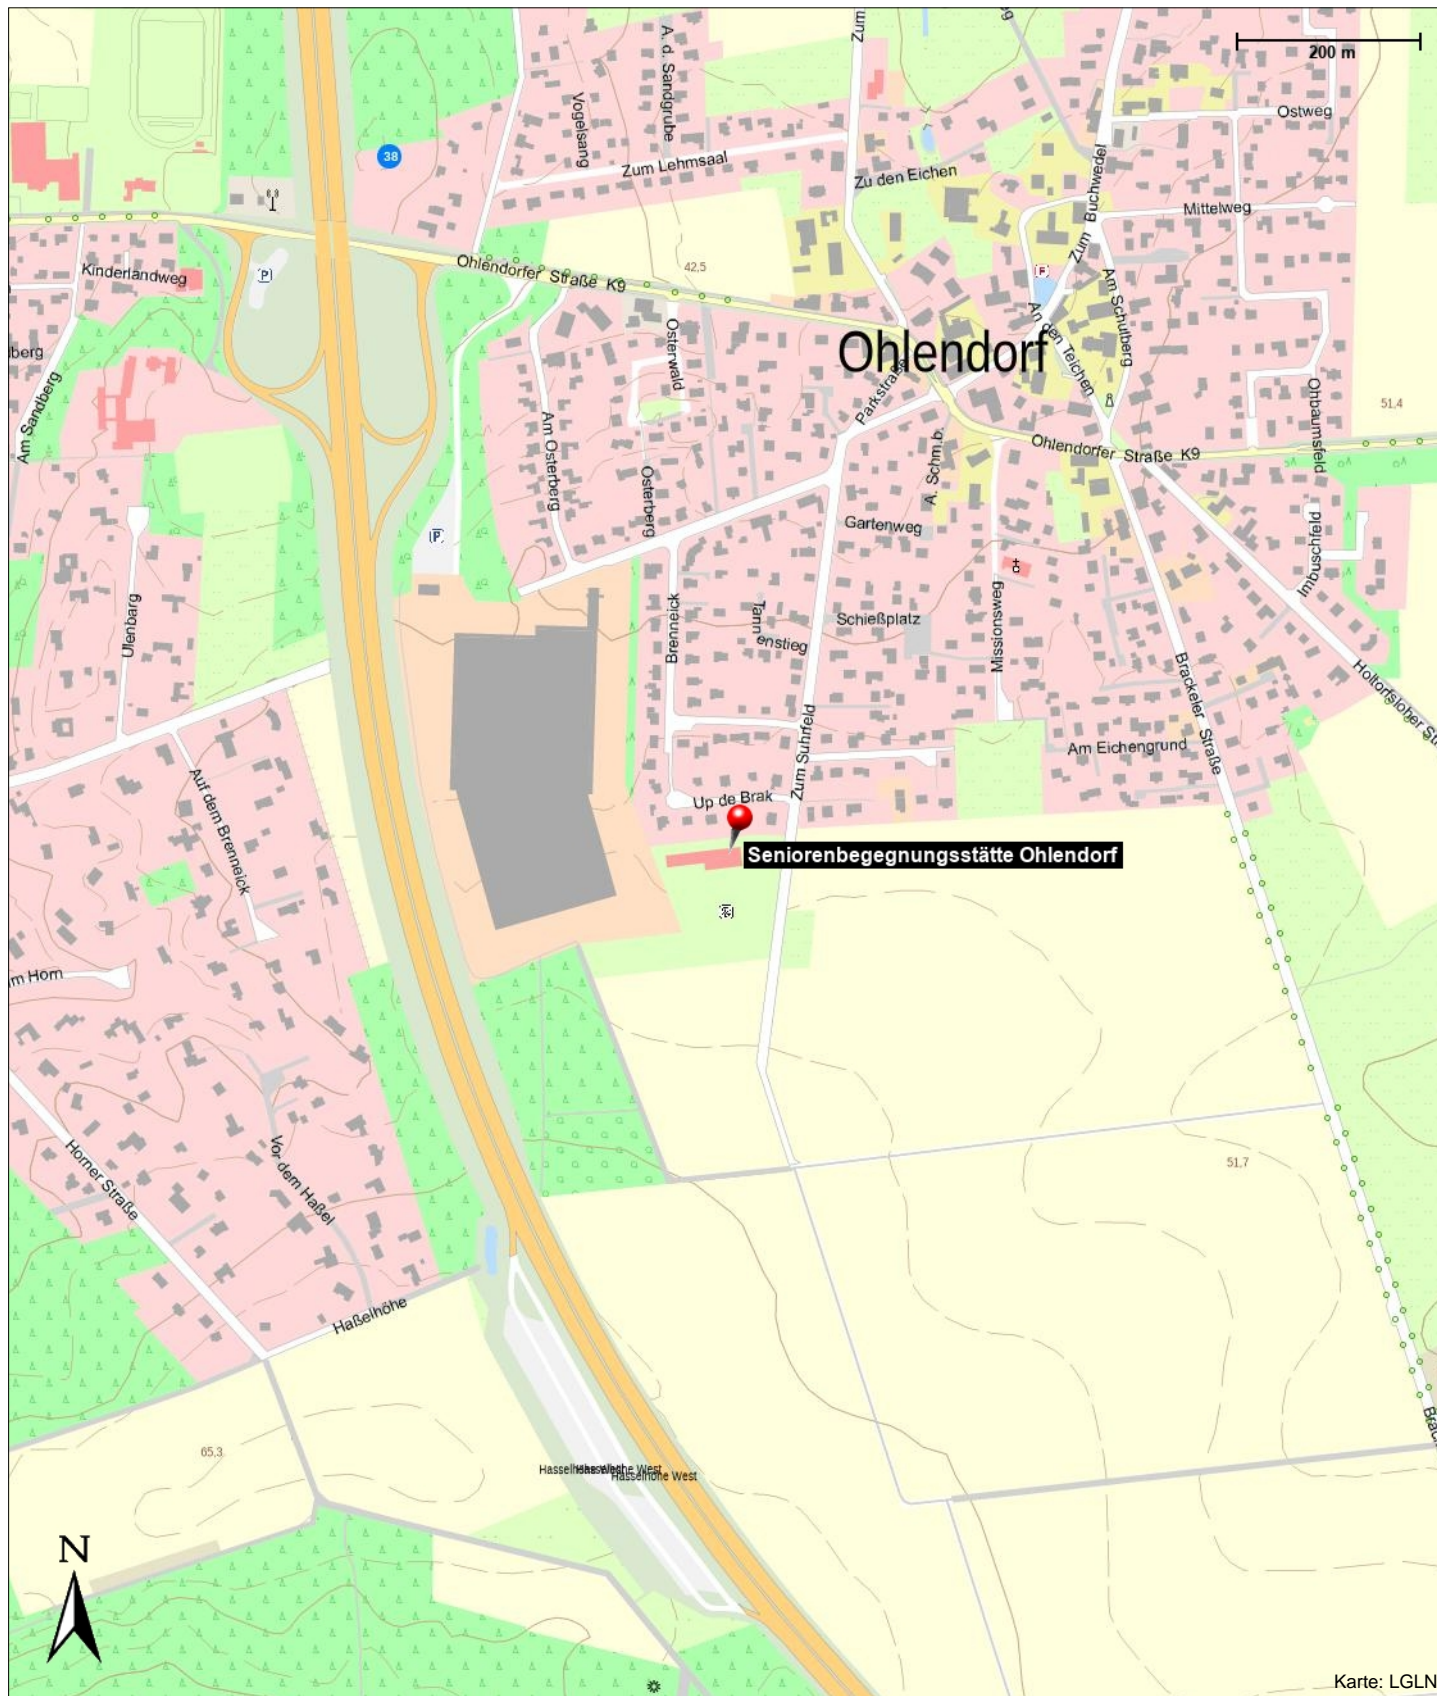 200 m
A. d. Sandgrube
Vogelsang
Zum
Ostweg
38
Zum Lehmsaal
Zu den Eichen
Zum Buchwedel
Mittelweg
Kinderlandweg
P
Ohlendorfer Straße K9
42,5
F
Am Schulberg
An den Teichen
Osterwald
Ohlendorf
Parkstraße
Am Sandberg
Ohbaumsfeld
51,4
Am Osterberg
Ohlendorfer Straße K9
A. Schm.b.
Osterberg
Gartenweg
P
Imbuschfeld
Ulenbarg
Brenneick
Tannenstieg
Schießplatz
Missionsweg
Brackeler Straße
Zum Suhrfeld
Am Eichengrund
Auf dem Brenneick
Up de Brak
Seniorenbegegnungsstätte Ohlendorf
Horner Straße
Vor dem Haßel
51,7
Haßelhöhe
65,3
Hasselhöhe West
N
Karte: LGLN